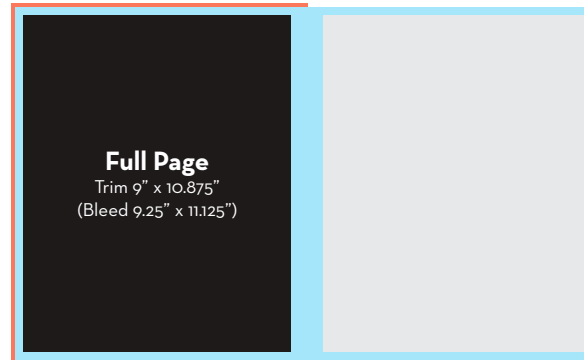 Full Page
Trim 9” x 10.875”
(Bleed 9.25” x 11.125”)